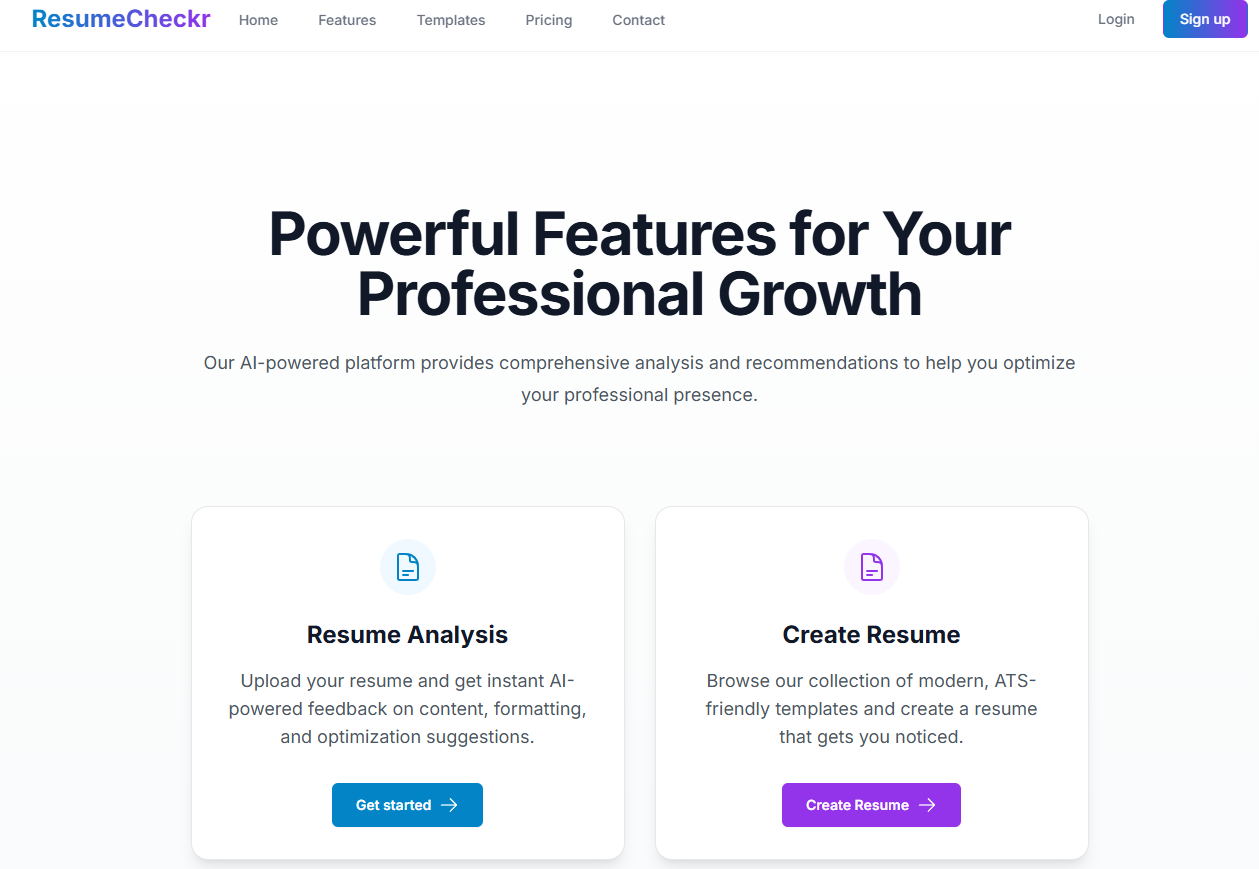 ResumeCheckr Home Features Templates Pricing Contact Login Sign up
Powerful Features for Your
Professional Growth
Our AI-powered platform provides comprehensive analysis and recommendations to help you optimize
your professional presence.
Resume Analysis
Upload your resume and get instant AI-
powered feedback on content, formatting,
and optimization suggestions.
Get started →
Create Resume
Browse our collection of modern, ATS-
friendly templates and create a resume
that gets you noticed.
Create Resume →